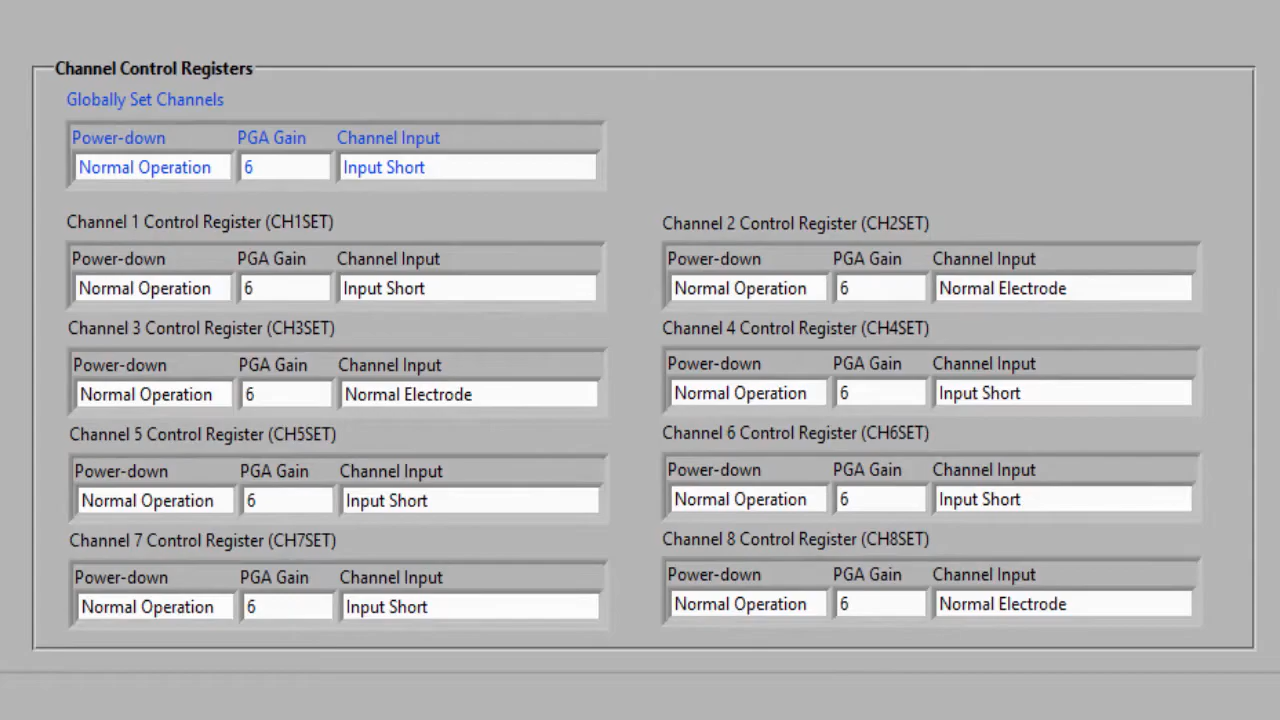 Channel Control Registers
Globally Set Channels
Power-down PGA Gain Channel Input
Normal Operation 6 Input Short
Channel 1 Control Register (CH1SET)
Power-down PGA Gain Channel Input
Normal Operation 6 Input Short
Channel 2 Control Register (CH2SET)
Power-down PGA Gain Channel Input
Normal Operation 6 Normal Electrode
Channel 3 Control Register (CH3SET)
Power-down PGA Gain Channel Input
Normal Operation 6 Normal Electrode
Channel 4 Control Register (CH4SET)
Power-down PGA Gain Channel Input
Normal Operation 6 Input Short
Channel 5 Control Register (CH5SET)
Power-down PGA Gain Channel Input
Normal Operation 6 Input Short
Channel 6 Control Register (CH6SET)
Power-down PGA Gain Channel Input
Normal Operation 6 Input Short
Channel 7 Control Register (CH7SET)
Power-down PGA Gain Channel Input
Normal Operation 6 Input Short
Channel 8 Control Register (CH8SET)
Power-down PGA Gain Channel Input
Normal Operation 6 Normal Electrode